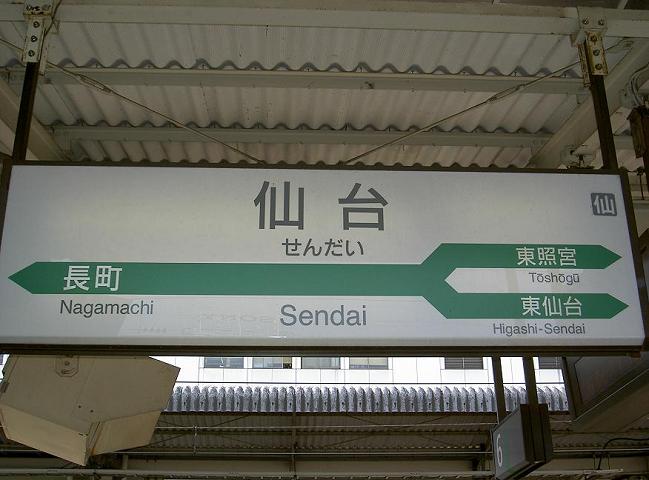 仙台
仙
せんだい
長町
Nagamachi
Sendai
東照宮
Tōshōgū
東仙台
Higashi-Sendai
6